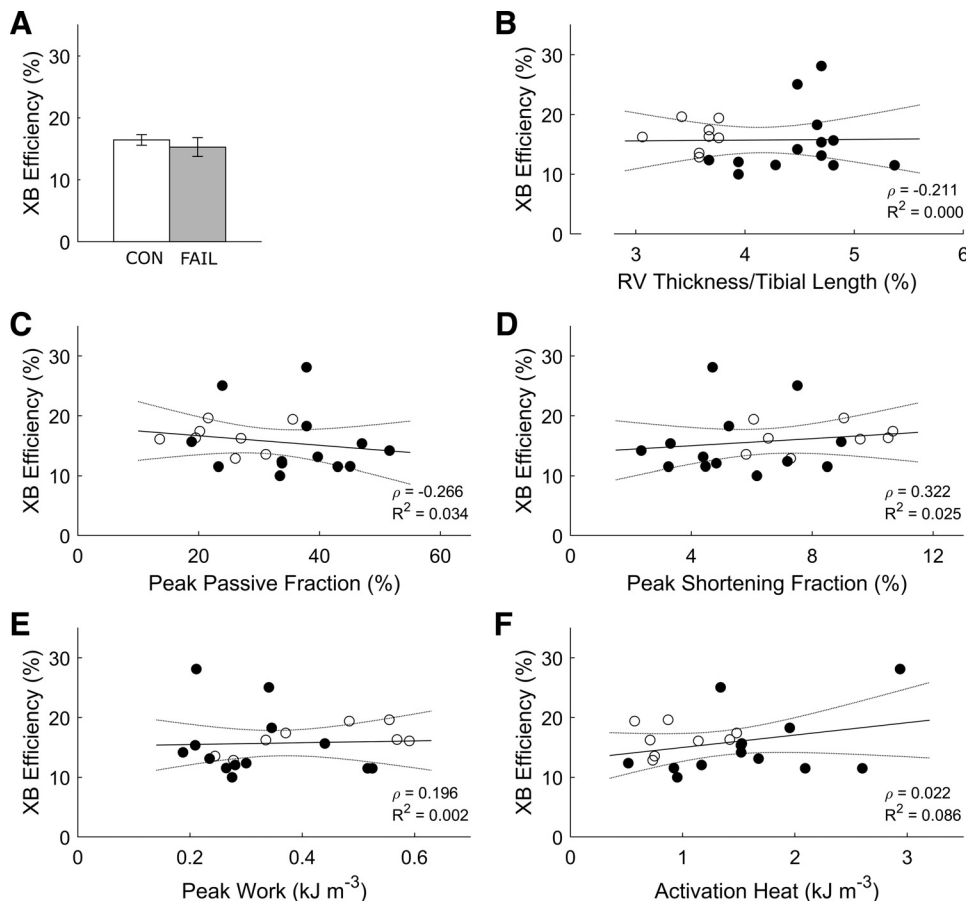 A
XB Efficiency (%)
30
20
10
0
CON FAIL
B
XB Efficiency (%)
30
20
10
0
3 4 5 6
ρ = -0.211
R² = 0.000
RV Thickness/Tibial Length (%)
C
XB Efficiency (%)
30
20
10
0
0 20 40 60
ρ = -0.266
R² = 0.034
Peak Passive Fraction (%)
D
XB Efficiency (%)
30
20
10
0
0 4 8 12
ρ = 0.322
R² = 0.025
Peak Shortening Fraction (%)
E
XB Efficiency (%)
30
20
10
0
0 0.2 0.4 0.6
ρ = 0.196
R² = 0.002
Peak Work (kJ m⁻³)
F
XB Efficiency (%)
30
20
10
0
0 1 2 3
ρ = 0.022
R² = 0.086
Activation Heat (kJ m⁻³)